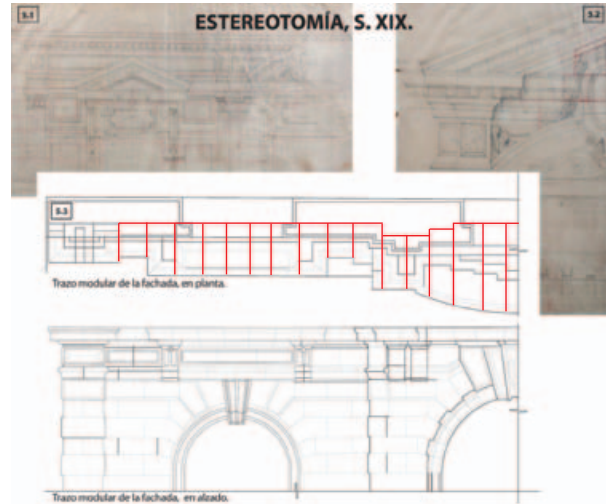 5.1
ESTEREOTOMÍA, S. XIX.
5.2
5.3
Trazo modular de la fachada, en planta.
Trazo modular de la fachada, en alzado.